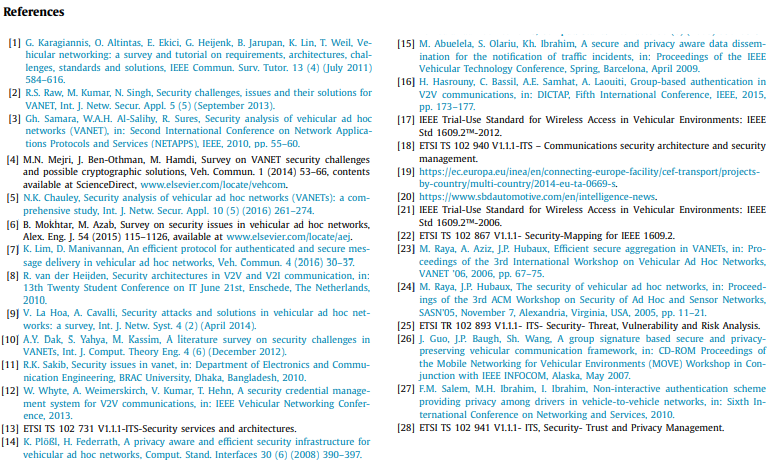 References
[1] G. Karagiannis, O. Altintas, E. Ekici, G. Heijenk, B. Jarupan, K. Lin, T. Weil, Ve-
hicular networking: a survey and tutorial on requirements, architectures, chal-
lenges, standards and solutions, IEEE Commun. Surv. Tutor. 13 (4) (July 2011)
584–616.
[2] R.S. Raw, M. Kumar, N. Singh, Security challenges, issues and their solutions for
VANET, Int. J. Netw. Secur. Appl. 5 (5) (September 2013).
[3] Gh. Samara, W.A.H. Al-Salihy, R. Sures, Security analysis of vehicular ad hoc
networks (VANET), in: Second International Conference on Network Applica-
tions Protocols and Services (NETAPPS), IEEE, 2010, pp. 55–60.
[4] M.N. Mejri, J. Ben-Othman, M. Hamdi, Survey on VANET security challenges
and possible cryptographic solutions, Veh. Commun. 1 (2014) 53–66, contents
available at ScienceDirect, www.elsevier.com/locate/vehcom.
[5] N.K. Chauley, Security analysis of vehicular ad hoc networks (VANETs): a com-
prehensive study, Int. J. Netw. Secur. Appl. 10 (5) (2016) 261–274.
[6] B. Mokhtar, M. Azab, Survey on security issues in vehicular ad hoc networks,
Alex. Eng. J. 54 (2015) 1115–1126, available at www.elsevier.com/locate/aej.
[7] K. Lim, D. Manivannan, An efficient protocol for authenticated and secure mes-
sage delivery in vehicular ad hoc networks, Veh. Commun. 4 (2016) 30–37.
[8] R. van der Heijden, Security architectures in V2V and V2I communication, in:
13th Twenty Student Conference on IT June 21st, Enschede, The Netherlands,
2010.
[9] V. La Hoa, A. Cavalli, Security attacks and solutions in vehicular ad hoc net-
works: a survey, Int. J. Netw. Syst. 4 (2) (April 2014).
[10] A.Y. Dak, S. Yahya, M. Kassim, A literature survey on security challenges in
VANETs, Int. J. Comput. Theory Eng. 4 (6) (December 2012).
[11] R.K. Sakib, Security issues in vanet, in: Department of Electronics and Commu-
nication Engineering, BRAC University, Dhaka, Bangladesh, 2010.
[12] W. Whyte, A. Weimerskirch, V. Kumar, T. Hehn, A security credential manage-
ment system for V2V communications, in: IEEE Vehicular Networking Confer-
ence, 2013.
[13] ETSI TS 102 731 V1.1.1-ITS-Security services and architectures.
[14] K. Plößl, H. Federrath, A privacy aware and efficient security infrastructure for
vehicular ad hoc networks, Comput. Stand. Interfaces 30 (6) (2008) 390–397.
[15] M. Abuelela, S. Olariu, Kh. Ibrahim, A secure and privacy aware data dissem-
ination for the notification of traffic incidents, in: Proceedings of the IEEE
Vehicular Technology Conference, Spring, Barcelona, April 2009.
[16] H. Hasrouny, C. Bassil, A.E. Samhat, A. Laouiti, Group-based authentication in
V2V communications, in: DICTAP, Fifth International Conference, IEEE, 2015,
pp. 173–177.
[17] IEEE Trial-Use Standard for Wireless Access in Vehicular Environments: IEEE
Std 1609.2™-2012.
[18] ETSI TS 102 940 V1.1.1-ITS – Communications security architecture and security
management.
[19] https://ec.europa.eu/inea/en/connecting-europe-facility/cef-transport/projects-
by-country/multi-country/2014-eu-ta-0669-s.
[20] https://www.sbdautomotive.com/en/intelligence-news.
[21] IEEE Trial-Use Standard for Wireless Access in Vehicular Environments: IEEE
Std 1609.2™-2006.
[22] ETSI TS 102 867 V1.1.1- Security-Mapping for IEEE 1609.2.
[23] M. Raya, A. Aziz, J.P. Hubaux, Efficient secure aggregation in VANETs, in: Pro-
ceedings of the 3rd International Workshop on Vehicular Ad Hoc Networks,
VANET '06, 2006, pp. 67–75.
[24] M. Raya, J.P. Hubaux, The security of vehicular ad hoc networks, in: Proceed-
ings of the 3rd ACM Workshop on Security of Ad Hoc and Sensor Networks,
SASN'05, November 7, Alexandria, Virginia, USA, 2005, pp. 11–21.
[25] ETSI TR 102 893 V1.1.1- ITS- Security- Threat, Vulnerability and Risk Analysis.
[26] J. Guo, J.P. Baugh, Sh. Wang, A group signature based secure and privacy-
preserving vehicular communication framework, in: CD-ROM Proceedings of
the Mobile Networking for Vehicular Environments (MOVE) Workshop in Con-
junction with IEEE INFOCOM, Alaska, May 2007.
[27] F.M. Salem, M.H. Ibrahim, I. Ibrahim, Non-interactive authentication scheme
providing privacy among drivers in vehicle-to-vehicle networks, in: Sixth In-
ternational Conference on Networking and Services, 2010.
[28] ETSI TS 102 941 V1.1.1- ITS, Security- Trust and Privacy Management.